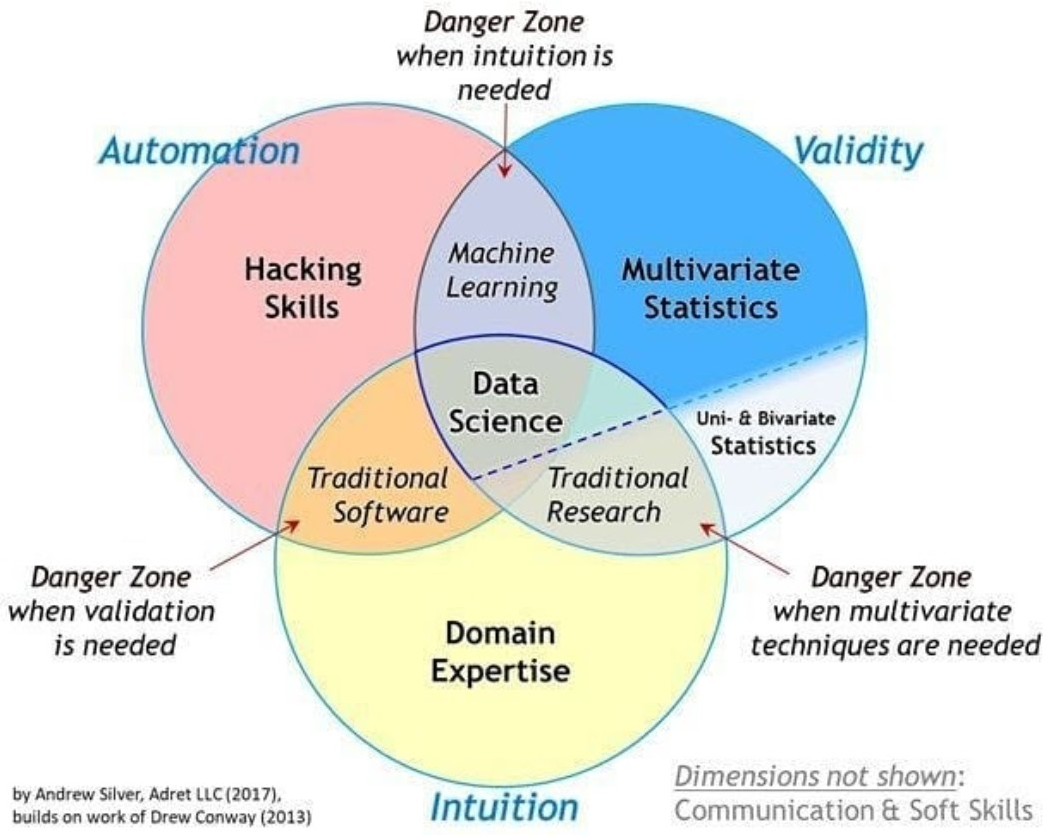 Danger Zone
when intuition is
needed
Automation
Validity
Machine
Learning
Hacking
Skills
Multivariate
Statistics
Data
Science
Uni- & Bivariate
Statistics
Traditional
Software
Traditional
Research
Danger Zone
when validation
is needed
Danger Zone
when multivariate
techniques are needed
Domain
Expertise
by Andrew Silver, Adret LLC (2017),
builds on work of Drew Conway (2013)
Intuition
Dimensions not shown:
Communication & Soft Skills